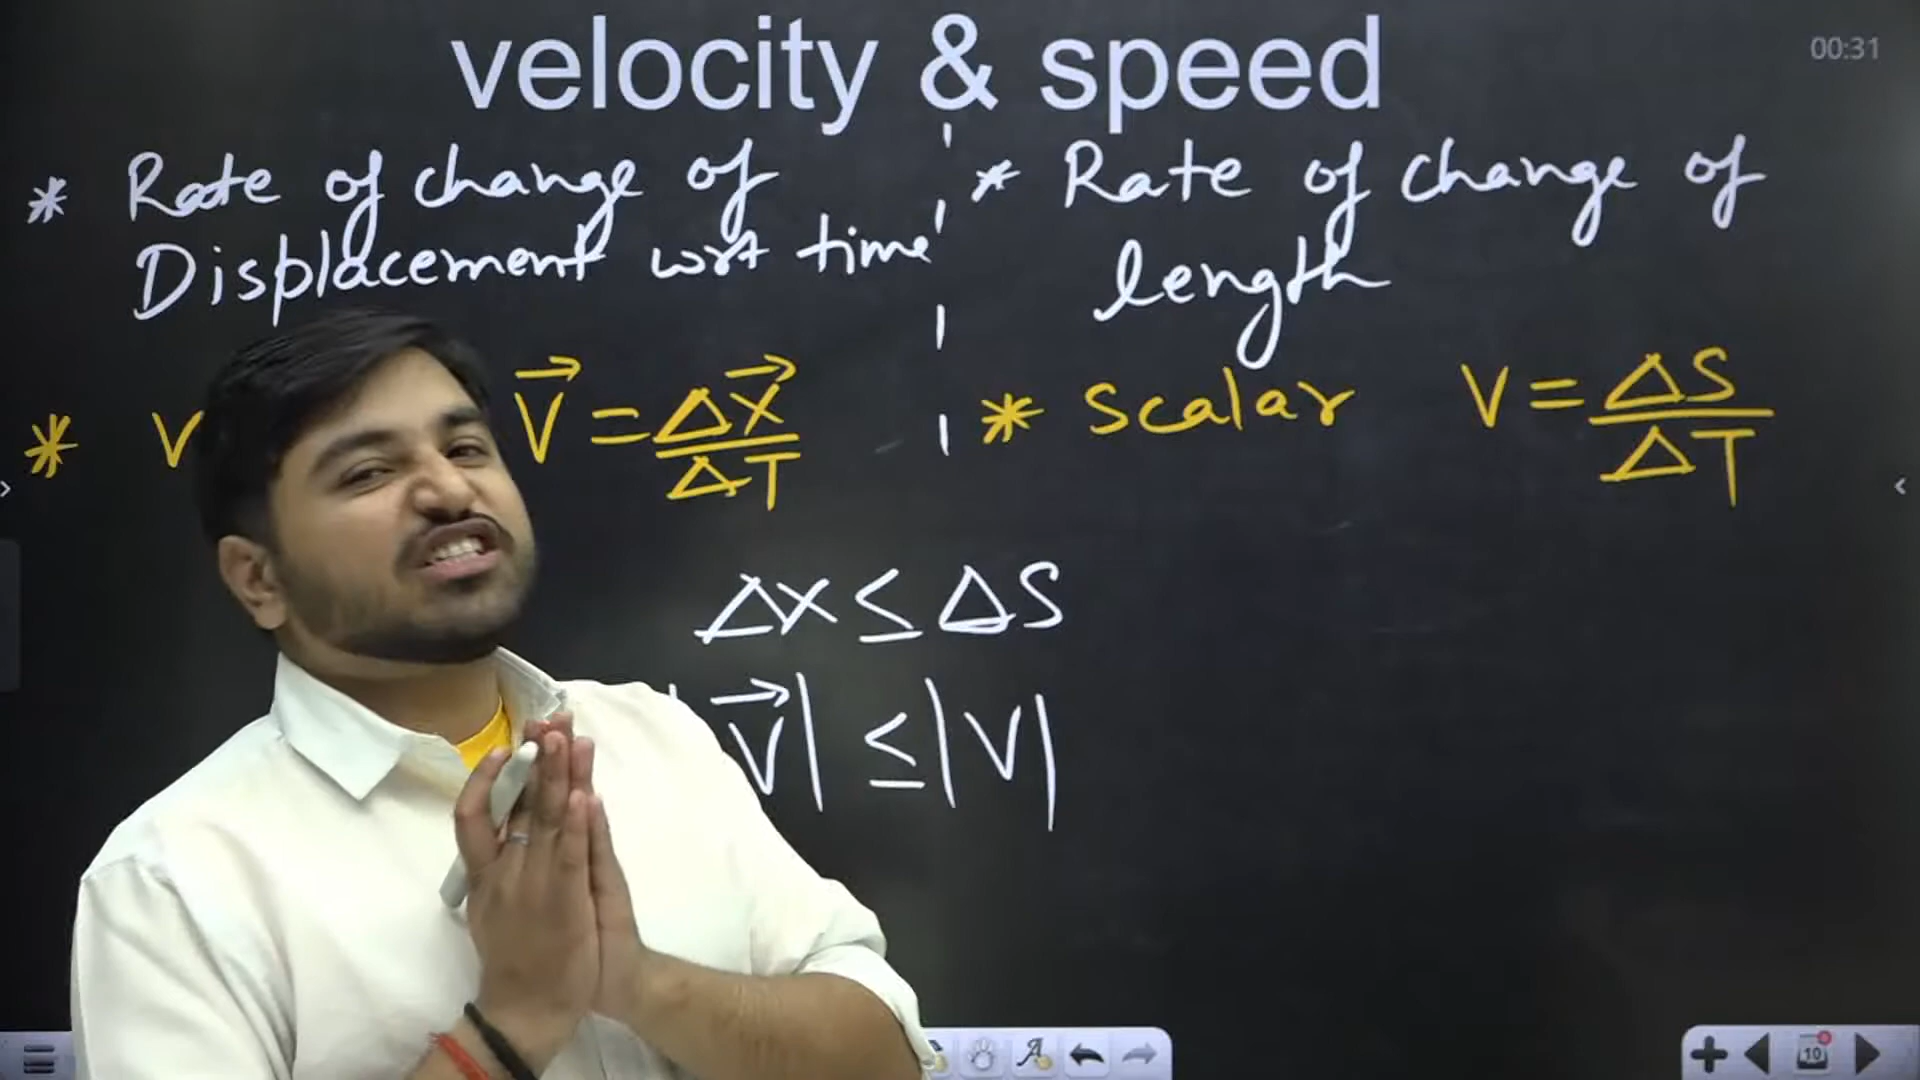 velocity & speed
00:31
* Rate of change of
Displacement wrt time
* Rate of change of
length
* V
V⃗ = ΔX⃗ / ΔT
* Scalar V = ΔS / ΔT
ΔX ≤ ΔS
|V⃗| ≤ |V|
10